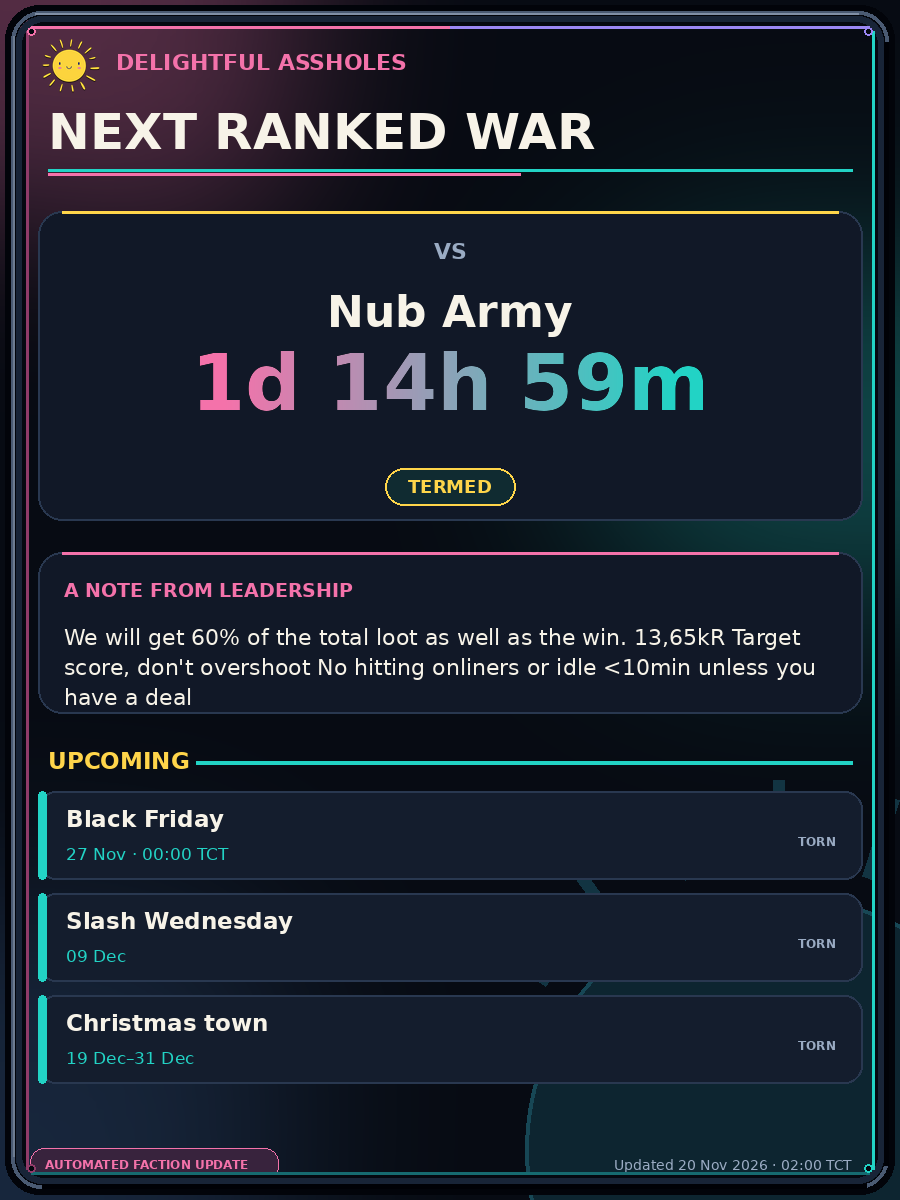 DELIGHTFUL ASSHOLES
NEXT RANKED WAR
VS
Nub Army
1d 14h 59m
TERMED
A NOTE FROM LEADERSHIP
We will get 60% of the total loot as well as the win. 13,65kR Target
score, don't overshoot No hitting onliners or idle <10min unless you
have a deal
UPCOMING
Black Friday
27 Nov · 00:00 TCT
TORN
Slash Wednesday
09 Dec
TORN
Christmas town
19 Dec–31 Dec
TORN
AUTOMATED FACTION UPDATE
Updated 20 Nov 2026 · 02:00 TCT